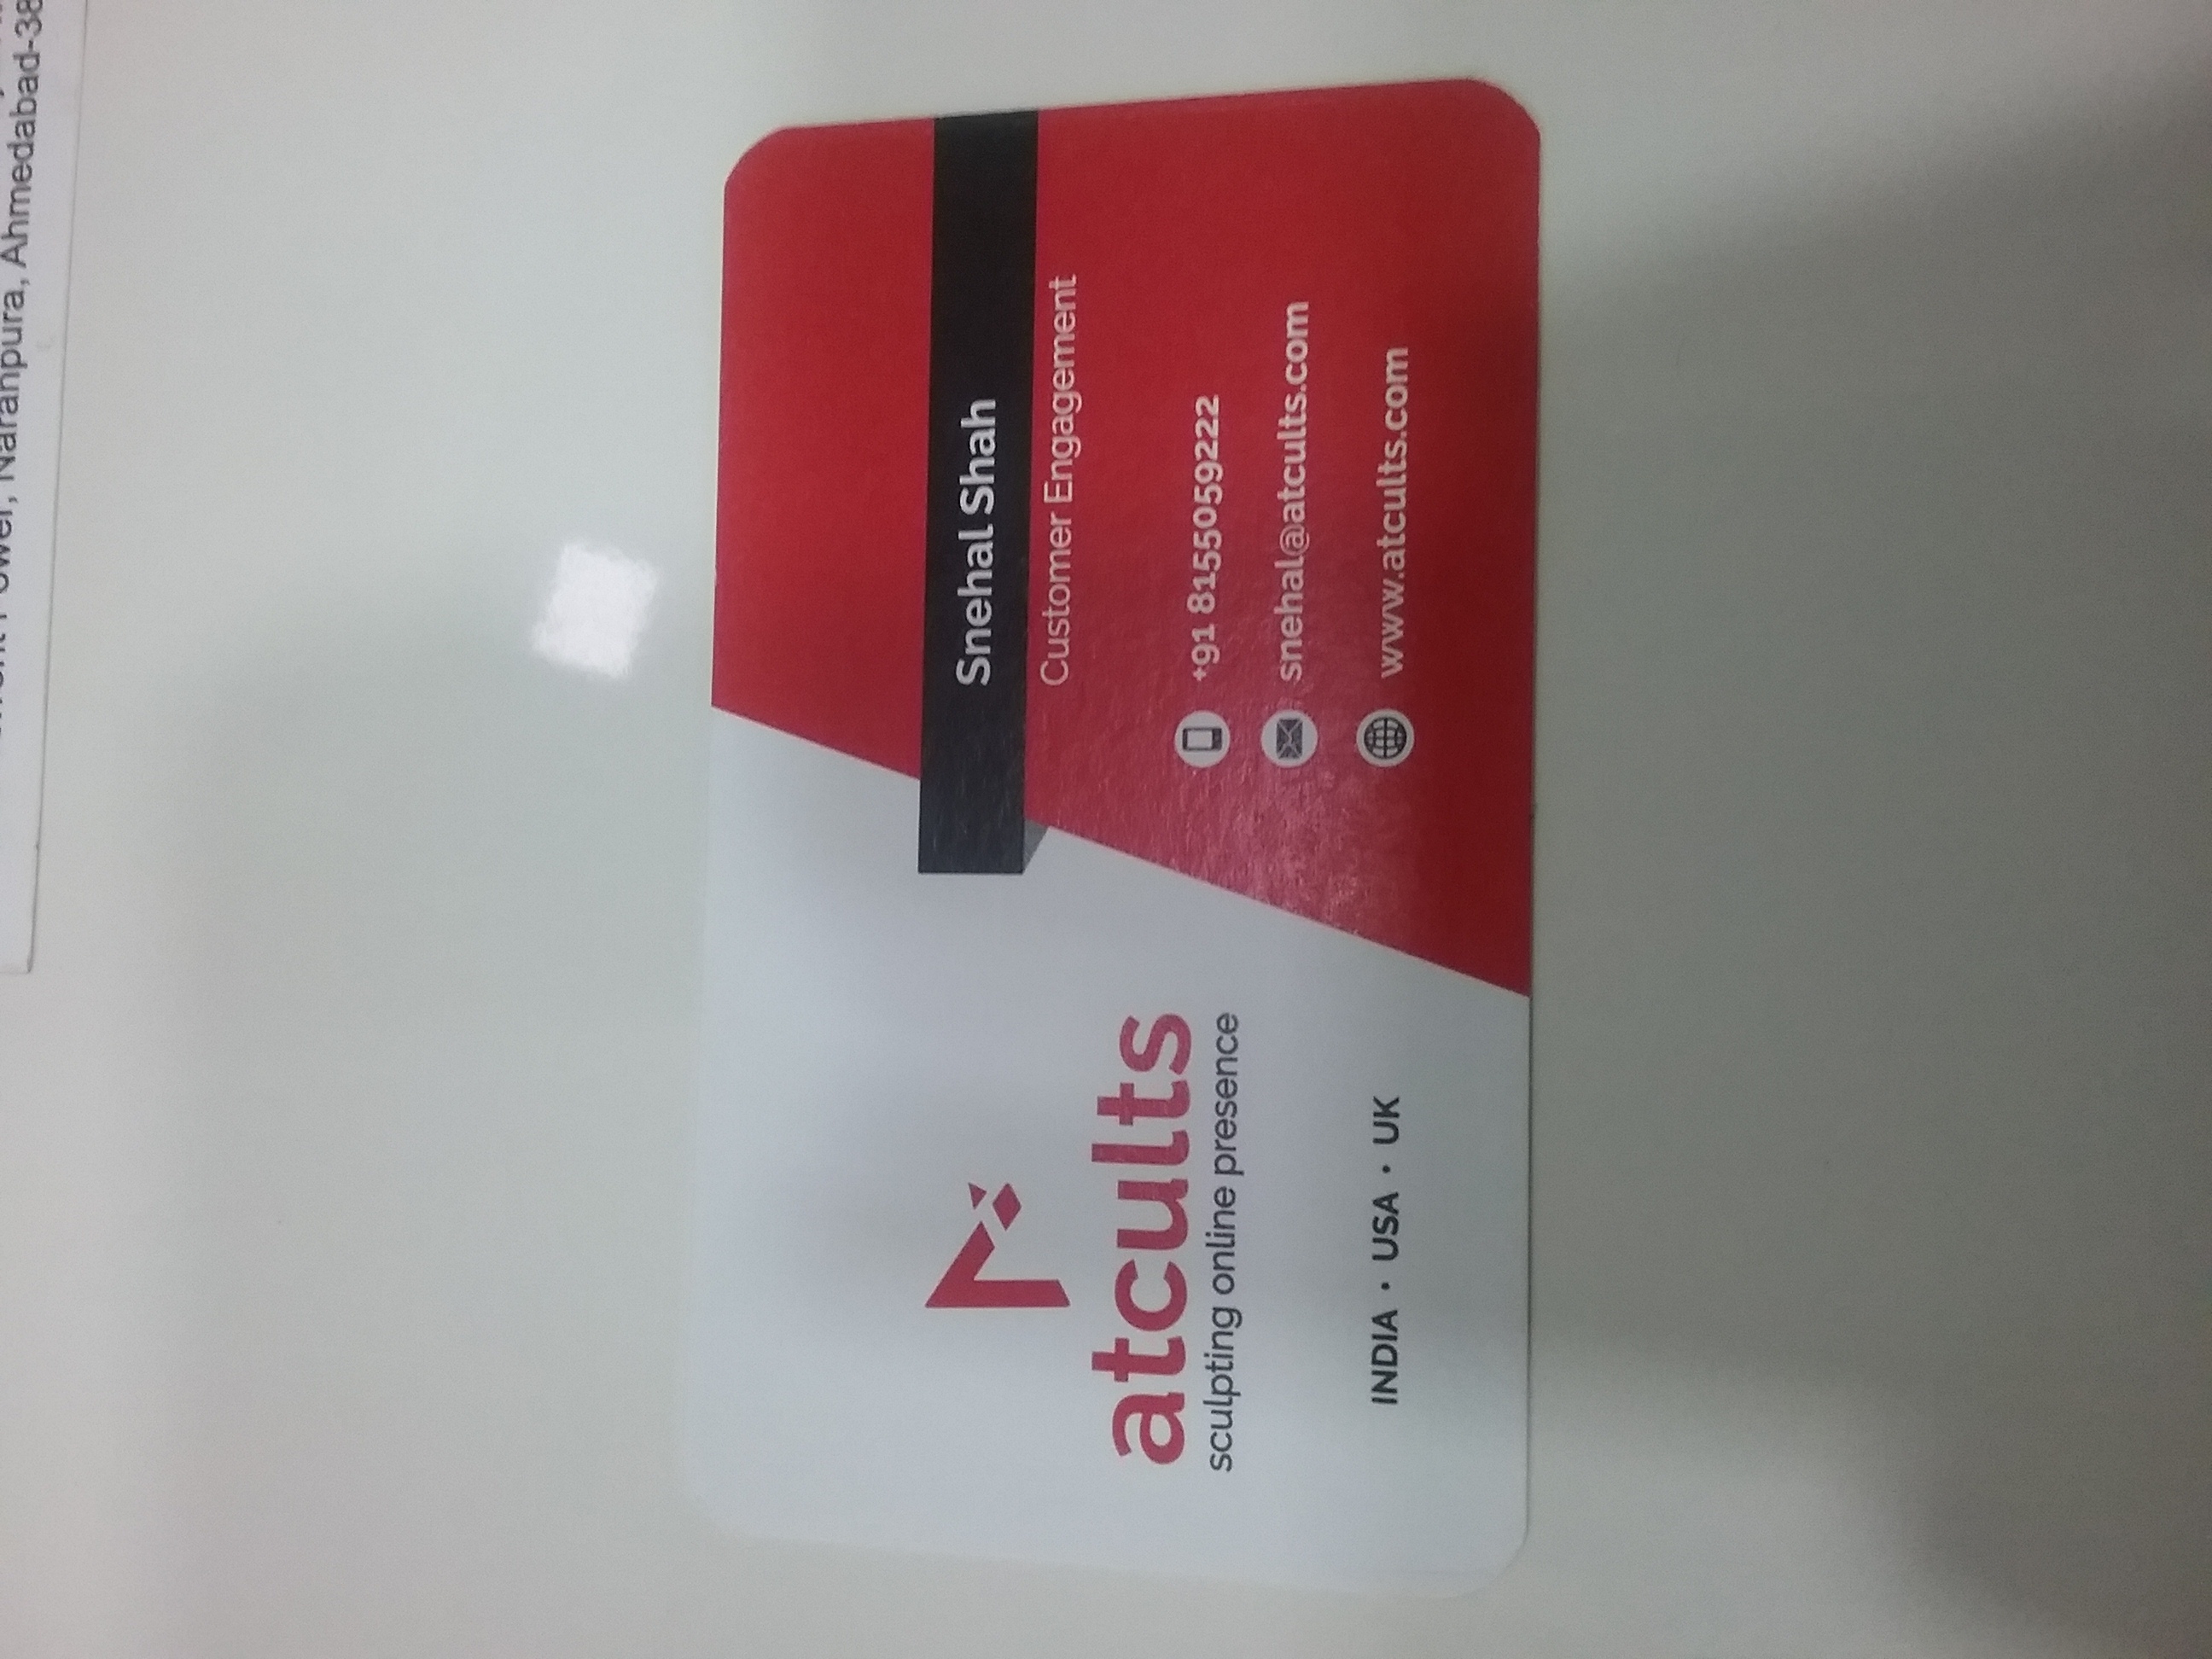 Power, Naranpura, Ahmedabad-38
atcults
sculpting online presence
INDIA • USA • UK
Snehal Shah
Customer Engagement
+91 8155059222
snehal@atcults.com
www.atcults.com